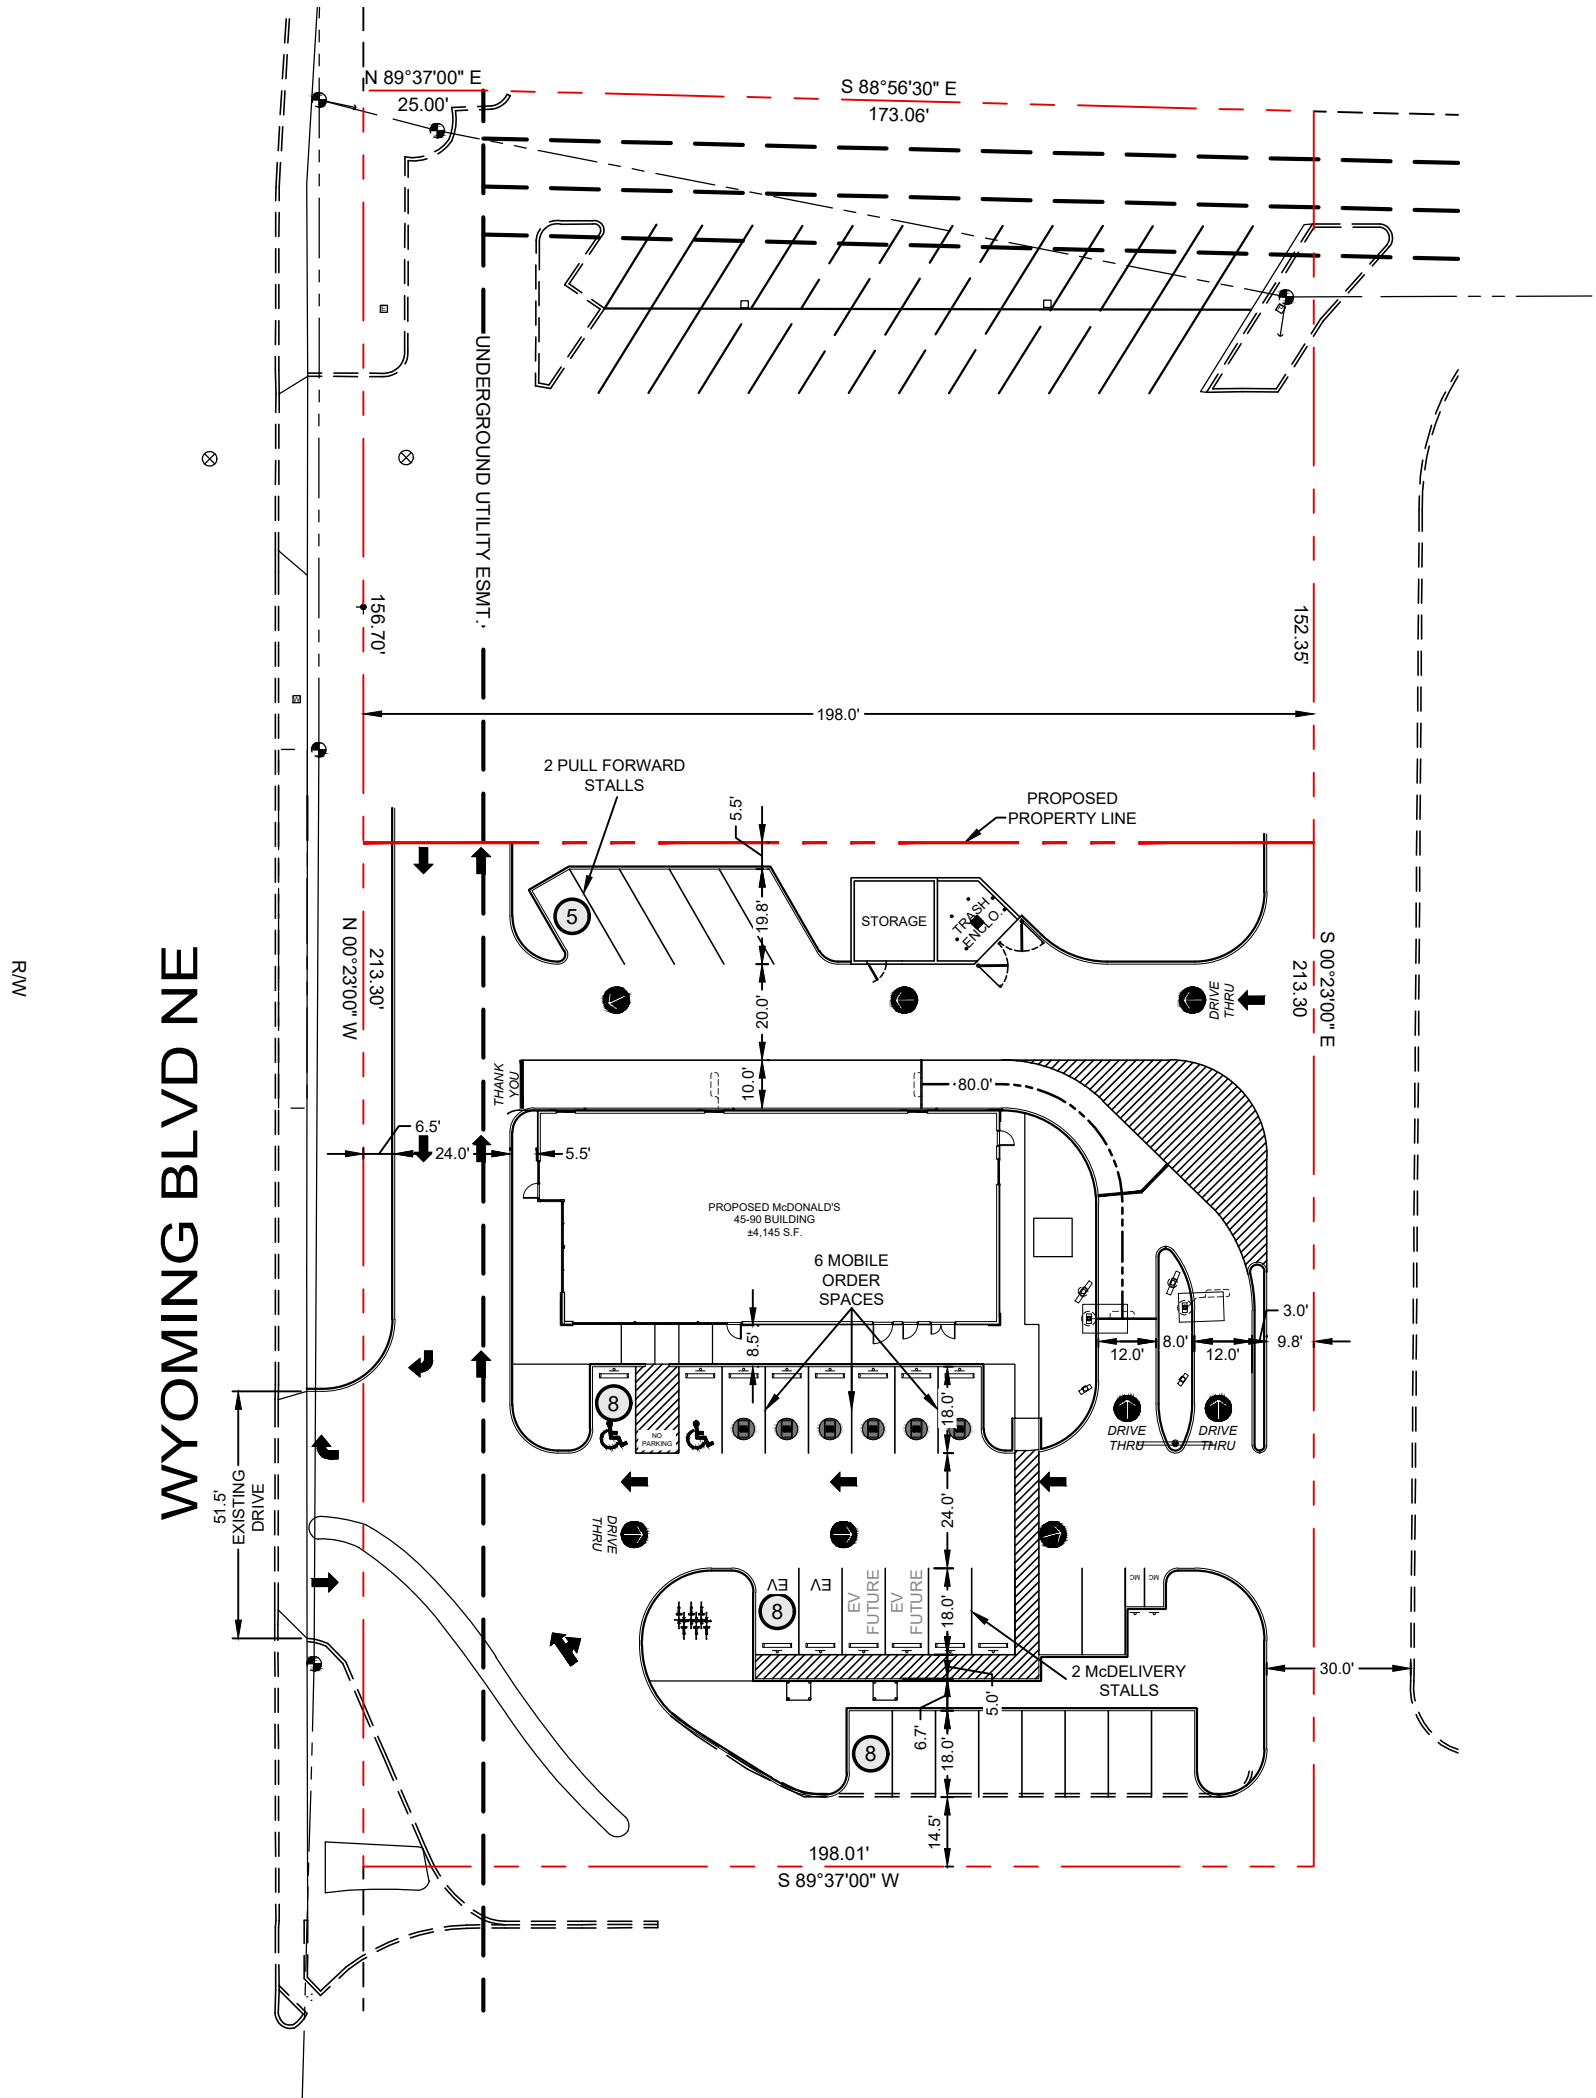 N 89°37'00" E
25.00'
S 88°56'30" E
173.06'
E
UNDERGROUND UTILITY ESMT.
156.70'
152.35'
198.0'
2 PULL FORWARD
STALLS
5.5'
PROPOSED
PROPERTY LINE
5
19.8'
STORAGE
TRASH
ENCLO.
N 00°23'00" W
213.30'
S 00°23'00" E
213.30
R/W
WYOMING BLVD NE
20.0'
DRIVE
THRU
THANK
YOU
10.0'
80.0'
6.5'
24.0'
5.5'
PROPOSED McDONALD'S
45-90 BUILDING
±4,145 S.F.
6 MOBILE
ORDER
SPACES
8.5'
3.0'
12.0'
8.0'
12.0'
9.8'
8
NO
PARKING
18.0'
DRIVE
THRU
DRIVE
THRU
51.5'
EXISTING
DRIVE
DRIVE
THRU
24.0'
EV
EV
EV
FUTURE
EV
FUTURE
18.0'
MC
MC
8
2 McDELIVERY
STALLS
30.0'
5.0'
6.7'
8
18.0'
14.5'
198.01'
S 89°37'00" W